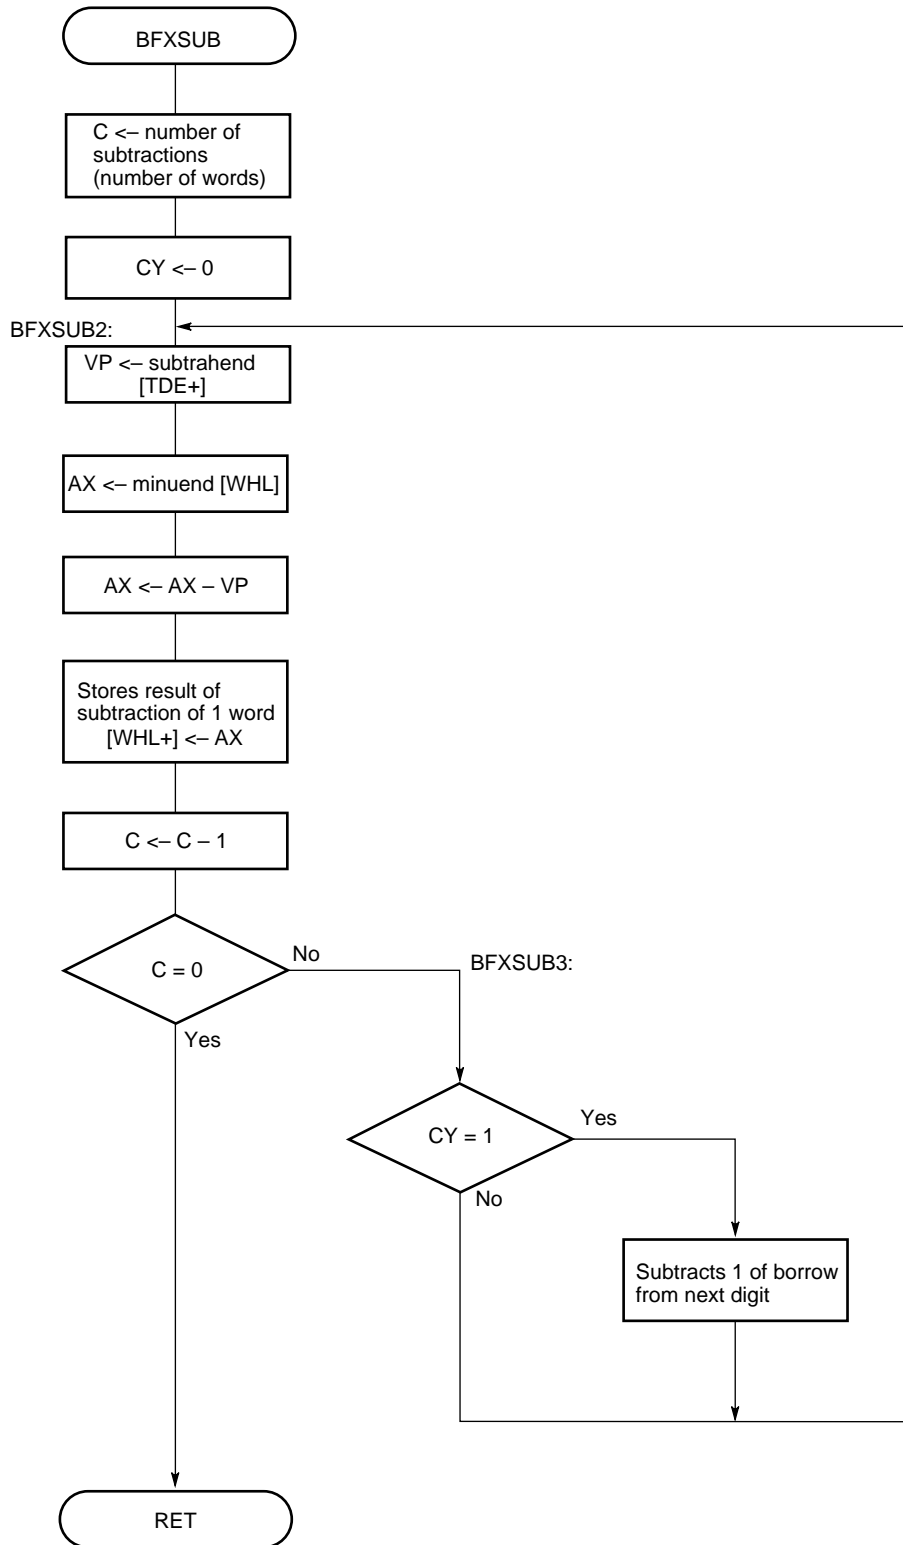 BFXSUB
C <– number of
subtractions
(number of words)
CY <– 0
BFXSUB2:
VP <– subtrahend
[TDE+]
AX <– minuend [WHL]
AX <– AX – VP
Stores result of
subtraction of 1 word
[WHL+] <– AX
C <– C – 1
C = 0
No
Yes
BFXSUB3:
CY = 1
Yes
No
Subtracts 1 of borrow
from next digit
RET